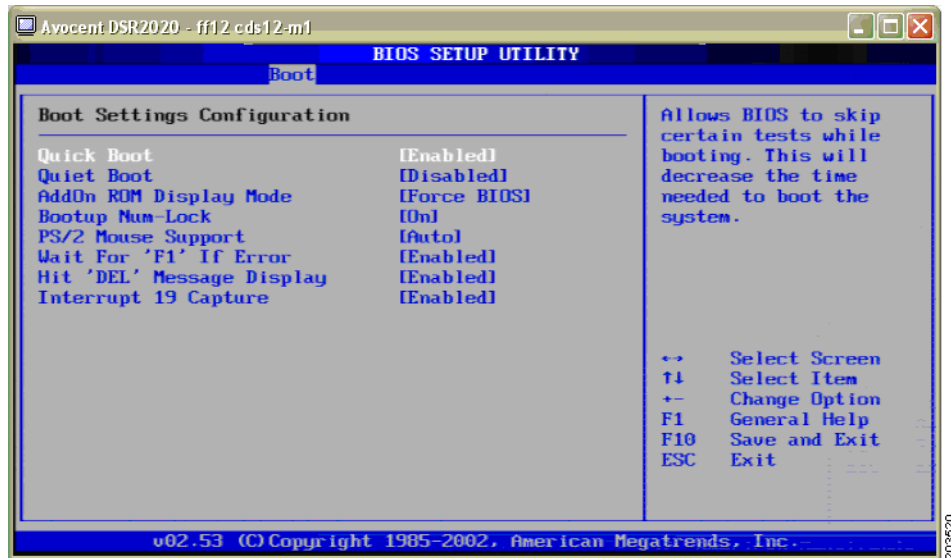 Avocent DSR2020 - ff12 cds12-m1
BIOS SETUP UTILITY
Boot
Boot Settings Configuration
Quick Boot [Enabled]
Quiet Boot [Disabled]
AddOn ROM Display Mode [Force BIOS]
Bootup Num-Lock [On]
PS/2 Mouse Support [Auto]
Wait For 'F1' If Error [Enabled]
Hit 'DEL' Message Display [Enabled]
Interrupt 19 Capture [Enabled]
Allows BIOS to skip
certain tests while
booting. This will
decrease the time
needed to boot the
system.
↔ Select Screen
↑↓ Select Item
+- Change Option
F1 General Help
F10 Save and Exit
ESC Exit
v02.53 (C)Copyright 1985-2002, American Megatrends, Inc.